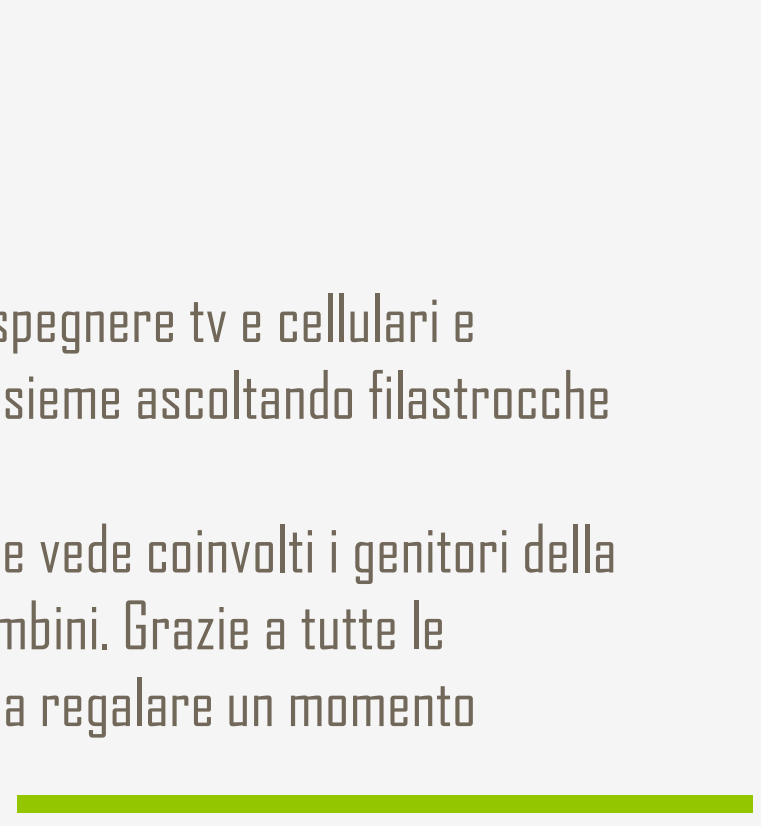 spegnere tv e cellulari e
sieme ascoltando filastrocche
e vede coinvolti i genitori della
mbini. Grazie a tutte le
a regalare un momento